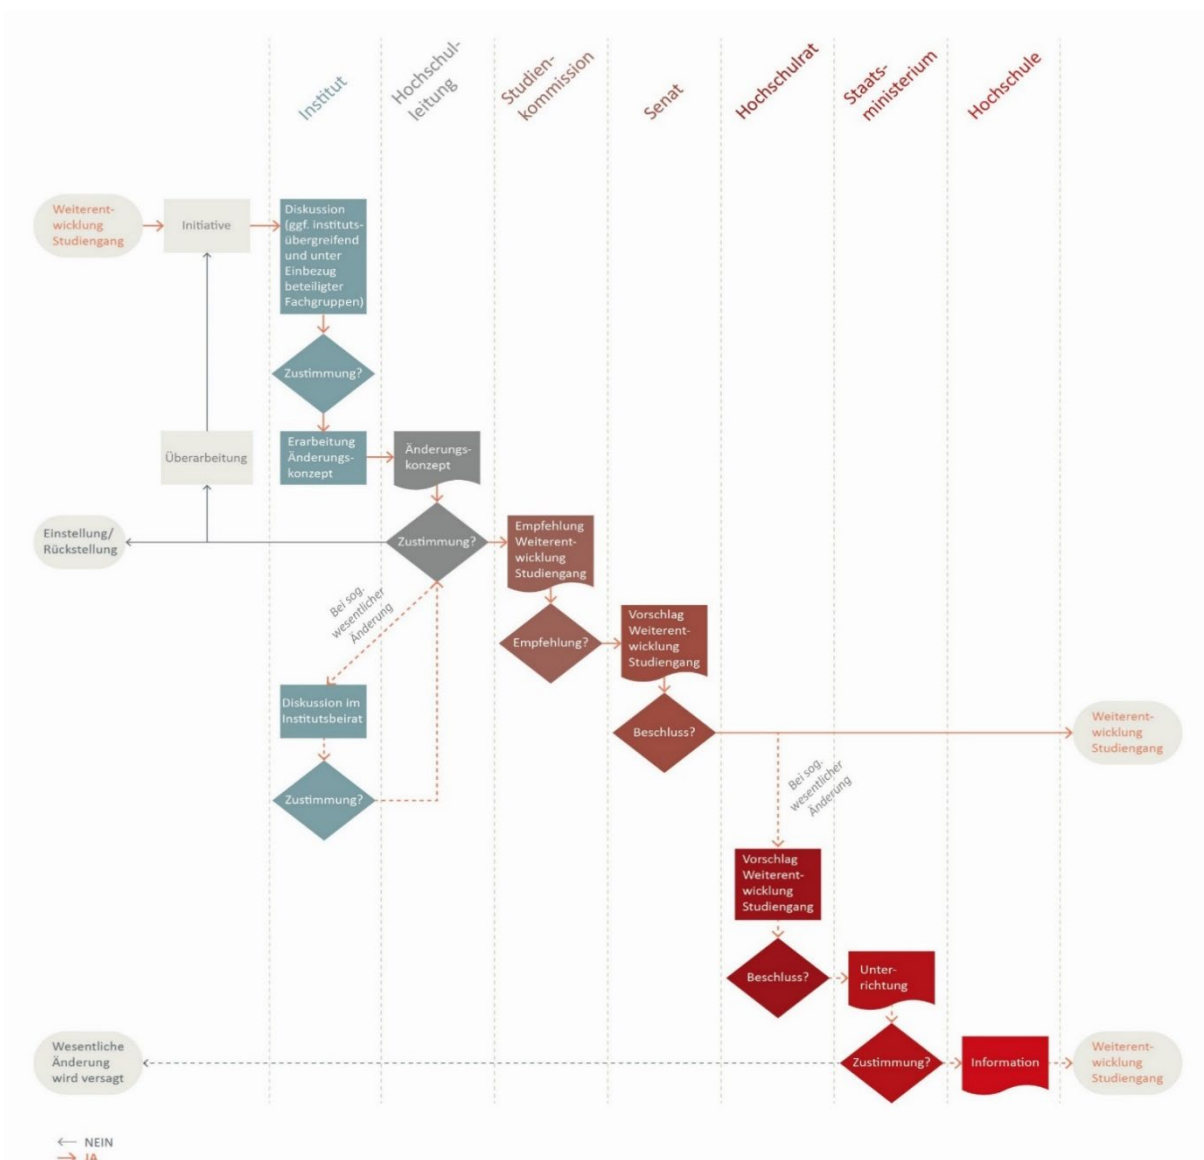 Institut
Hochschul-
leitung
Studien-
kommission
Senat
Hochschulrat
Staats-
ministerium
Hochschule
Weiterent-
wicklung
Studiengang
Initiative
Diskussion
(ggf. instituts-
übergreifend
und unter
Einbezug
beteiligter
Fachgruppen)
Zustimmung?
Überarbeitung
Erarbeitung
Änderungs-
konzept
Änderungs-
konzept
Einstellung/
Rückstellung
Zustimmung?
Empfehlung
Weiterent-
wicklung
Studiengang
Bei sog.
wesentlicher
Änderung
Empfehlung?
Vorschlag
Weiterent-
wicklung
Studiengang
Diskussion im
Institutsbeirat
Beschluss?
Weiterent-
wicklung
Studiengang
Zustimmung?
Bei sog.
wesentlicher
Änderung
Vorschlag
Weiterent-
wicklung
Studiengang
Beschluss?
Unter-
richtung
Wesentliche
Änderung
wird versagt
Zustimmung?
Information
Weiterent-
wicklung
Studiengang
NEIN
JA